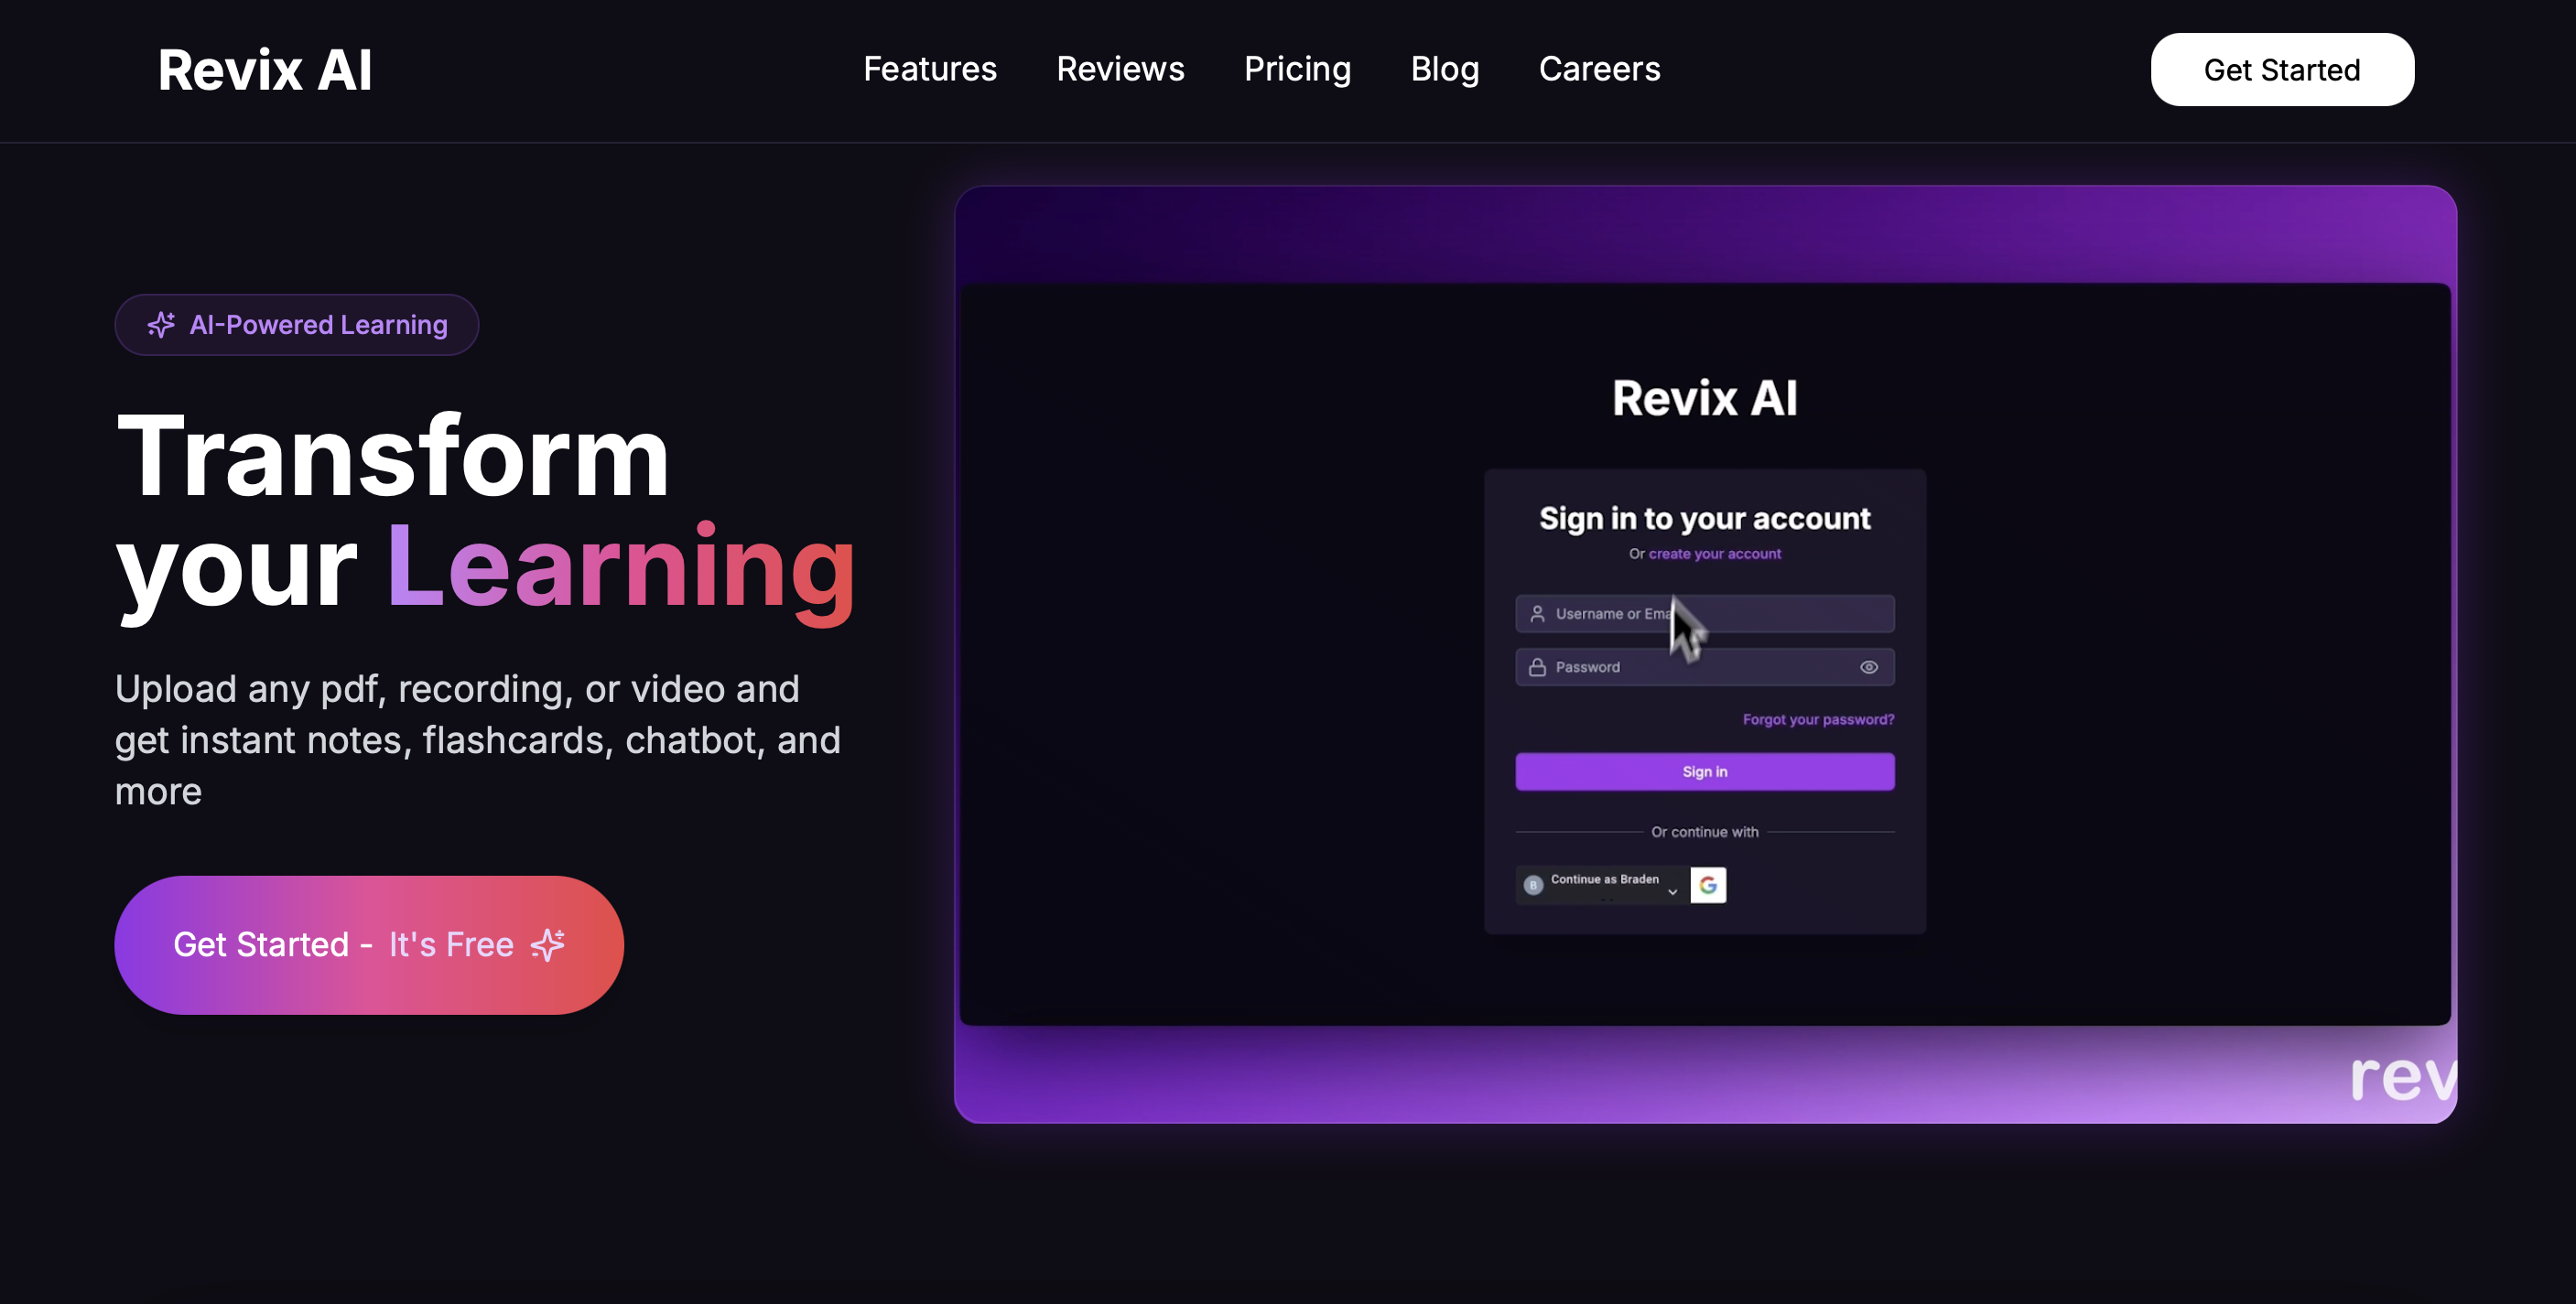 Revix AI
Features
Reviews
Pricing
Blog
Careers
Get Started
AI-Powered Learning
Transform
your Learning
Upload any pdf, recording, or video and
get instant notes, flashcards, chatbot, and
more
Get Started - It's Free
Revix AI
Sign in to your account
Or create your account
Username or Ema
Password
Forgot your password?
Sign in
Or continue with
B
Continue as Braden
G
rev